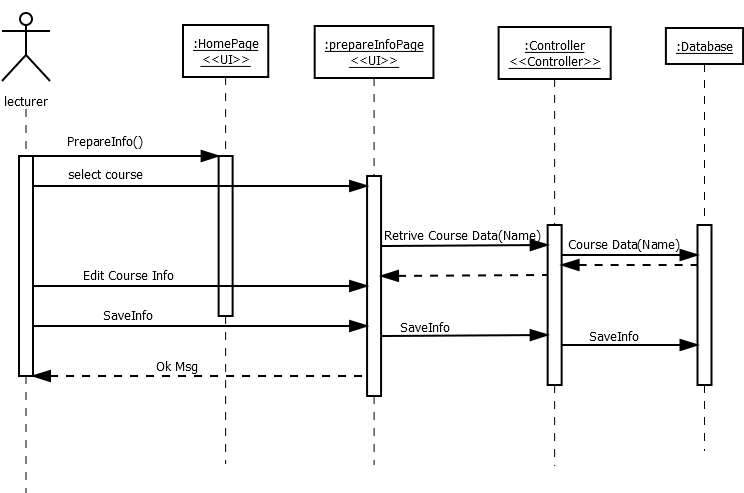 :HomePage
<<UI>>
:prepareInfoPage
<<UI>>
:Controller
<<Controller>>
:Database
lecturer
PrepareInfo()
select course
Retrive Course Data(Name)
Course Data(Name)
Edit Course Info
SaveInfo
SaveInfo
SaveInfo
Ok Msg